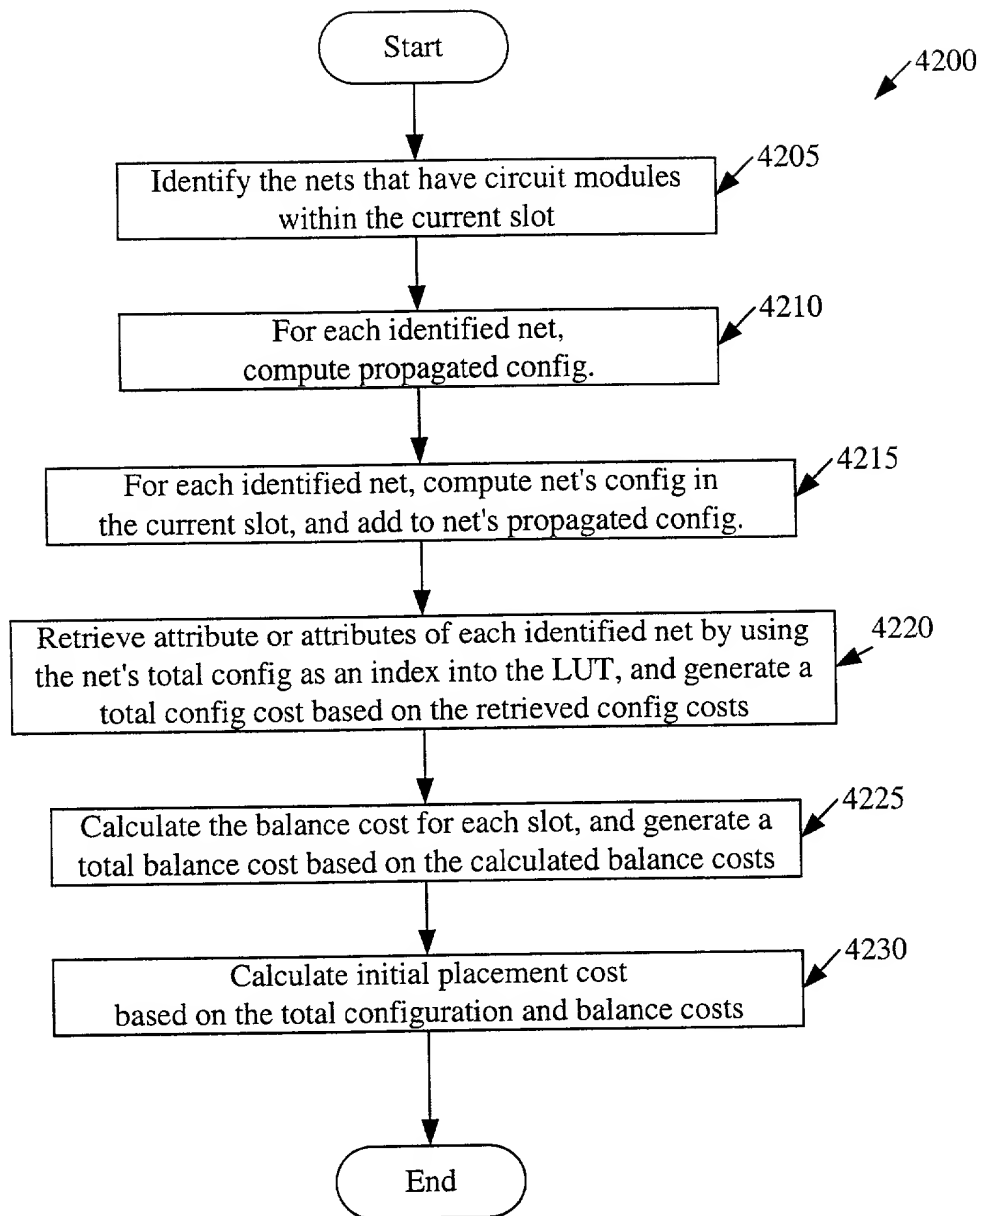 Start
4200
4205
Identify the nets that have circuit modules
within the current slot
4210
For each identified net,
compute propagated config.
4215
For each identified net, compute net's config in
the current slot, and add to net's propagated config.
4220
Retrieve attribute or attributes of each identified net by using
the net's total config as an index into the LUT, and generate a
total config cost based on the retrieved config costs
4225
Calculate the balance cost for each slot, and generate a
total balance cost based on the calculated balance costs
4230
Calculate initial placement cost
based on the total configuration and balance costs
End